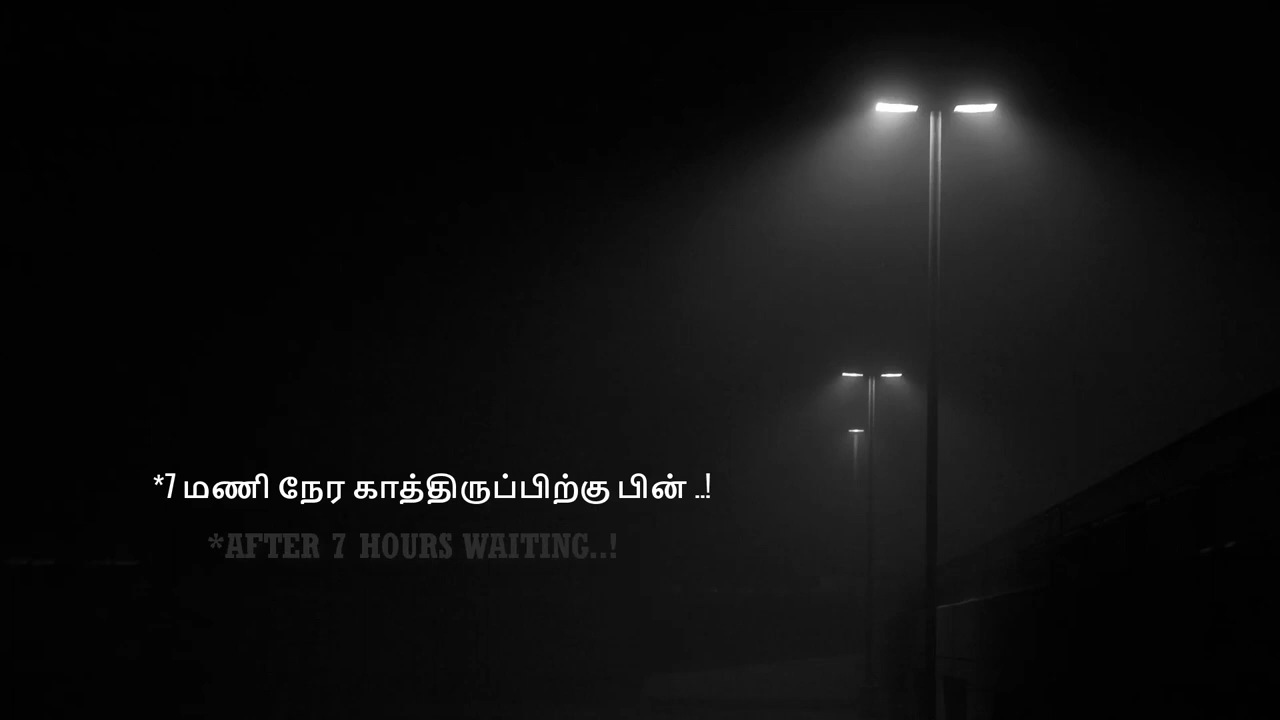 *7 மணி நேர காத்திருப்பிற்கு பின் ..!
*AFTER 7 HOURS WAITING..!